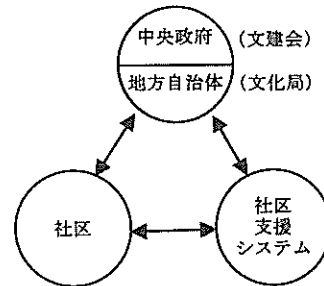 中央政府 (文建会)
地方自治体 (文化局)
社区
社区
支援
システム